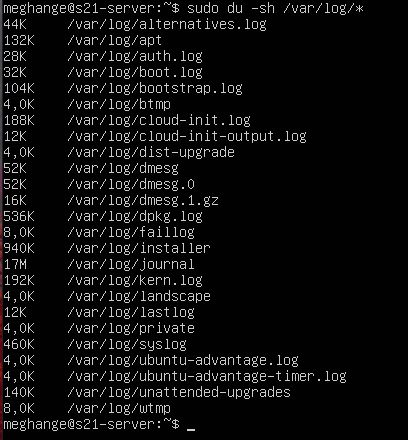 meghange@s21-server:~$ sudo du -sh /var/log/*
44K /var/log/alternatives.log
132K /var/log/apt
28K /var/log/auth.log
32K /var/log/boot.log
104K /var/log/bootstrap.log
4,0K /var/log/btmp
188K /var/log/cloud-init.log
12K /var/log/cloud-init-output.log
4,0K /var/log/dist-upgrade
52K /var/log/dmesg
52K /var/log/dmesg.0
16K /var/log/dmesg.1.gz
536K /var/log/dpkg.log
8,0K /var/log/faillog
940K /var/log/installer
17M /var/log/journal
192K /var/log/kern.log
4,0K /var/log/landscape
12K /var/log/lastlog
4,0K /var/log/private
460K /var/log/syslog
4,0K /var/log/ubuntu-advantage.log
4,0K /var/log/ubuntu-advantage-timer.log
140K /var/log/unattended-upgrades
8,0K /var/log/wtmp
meghange@s21-server:~$ _